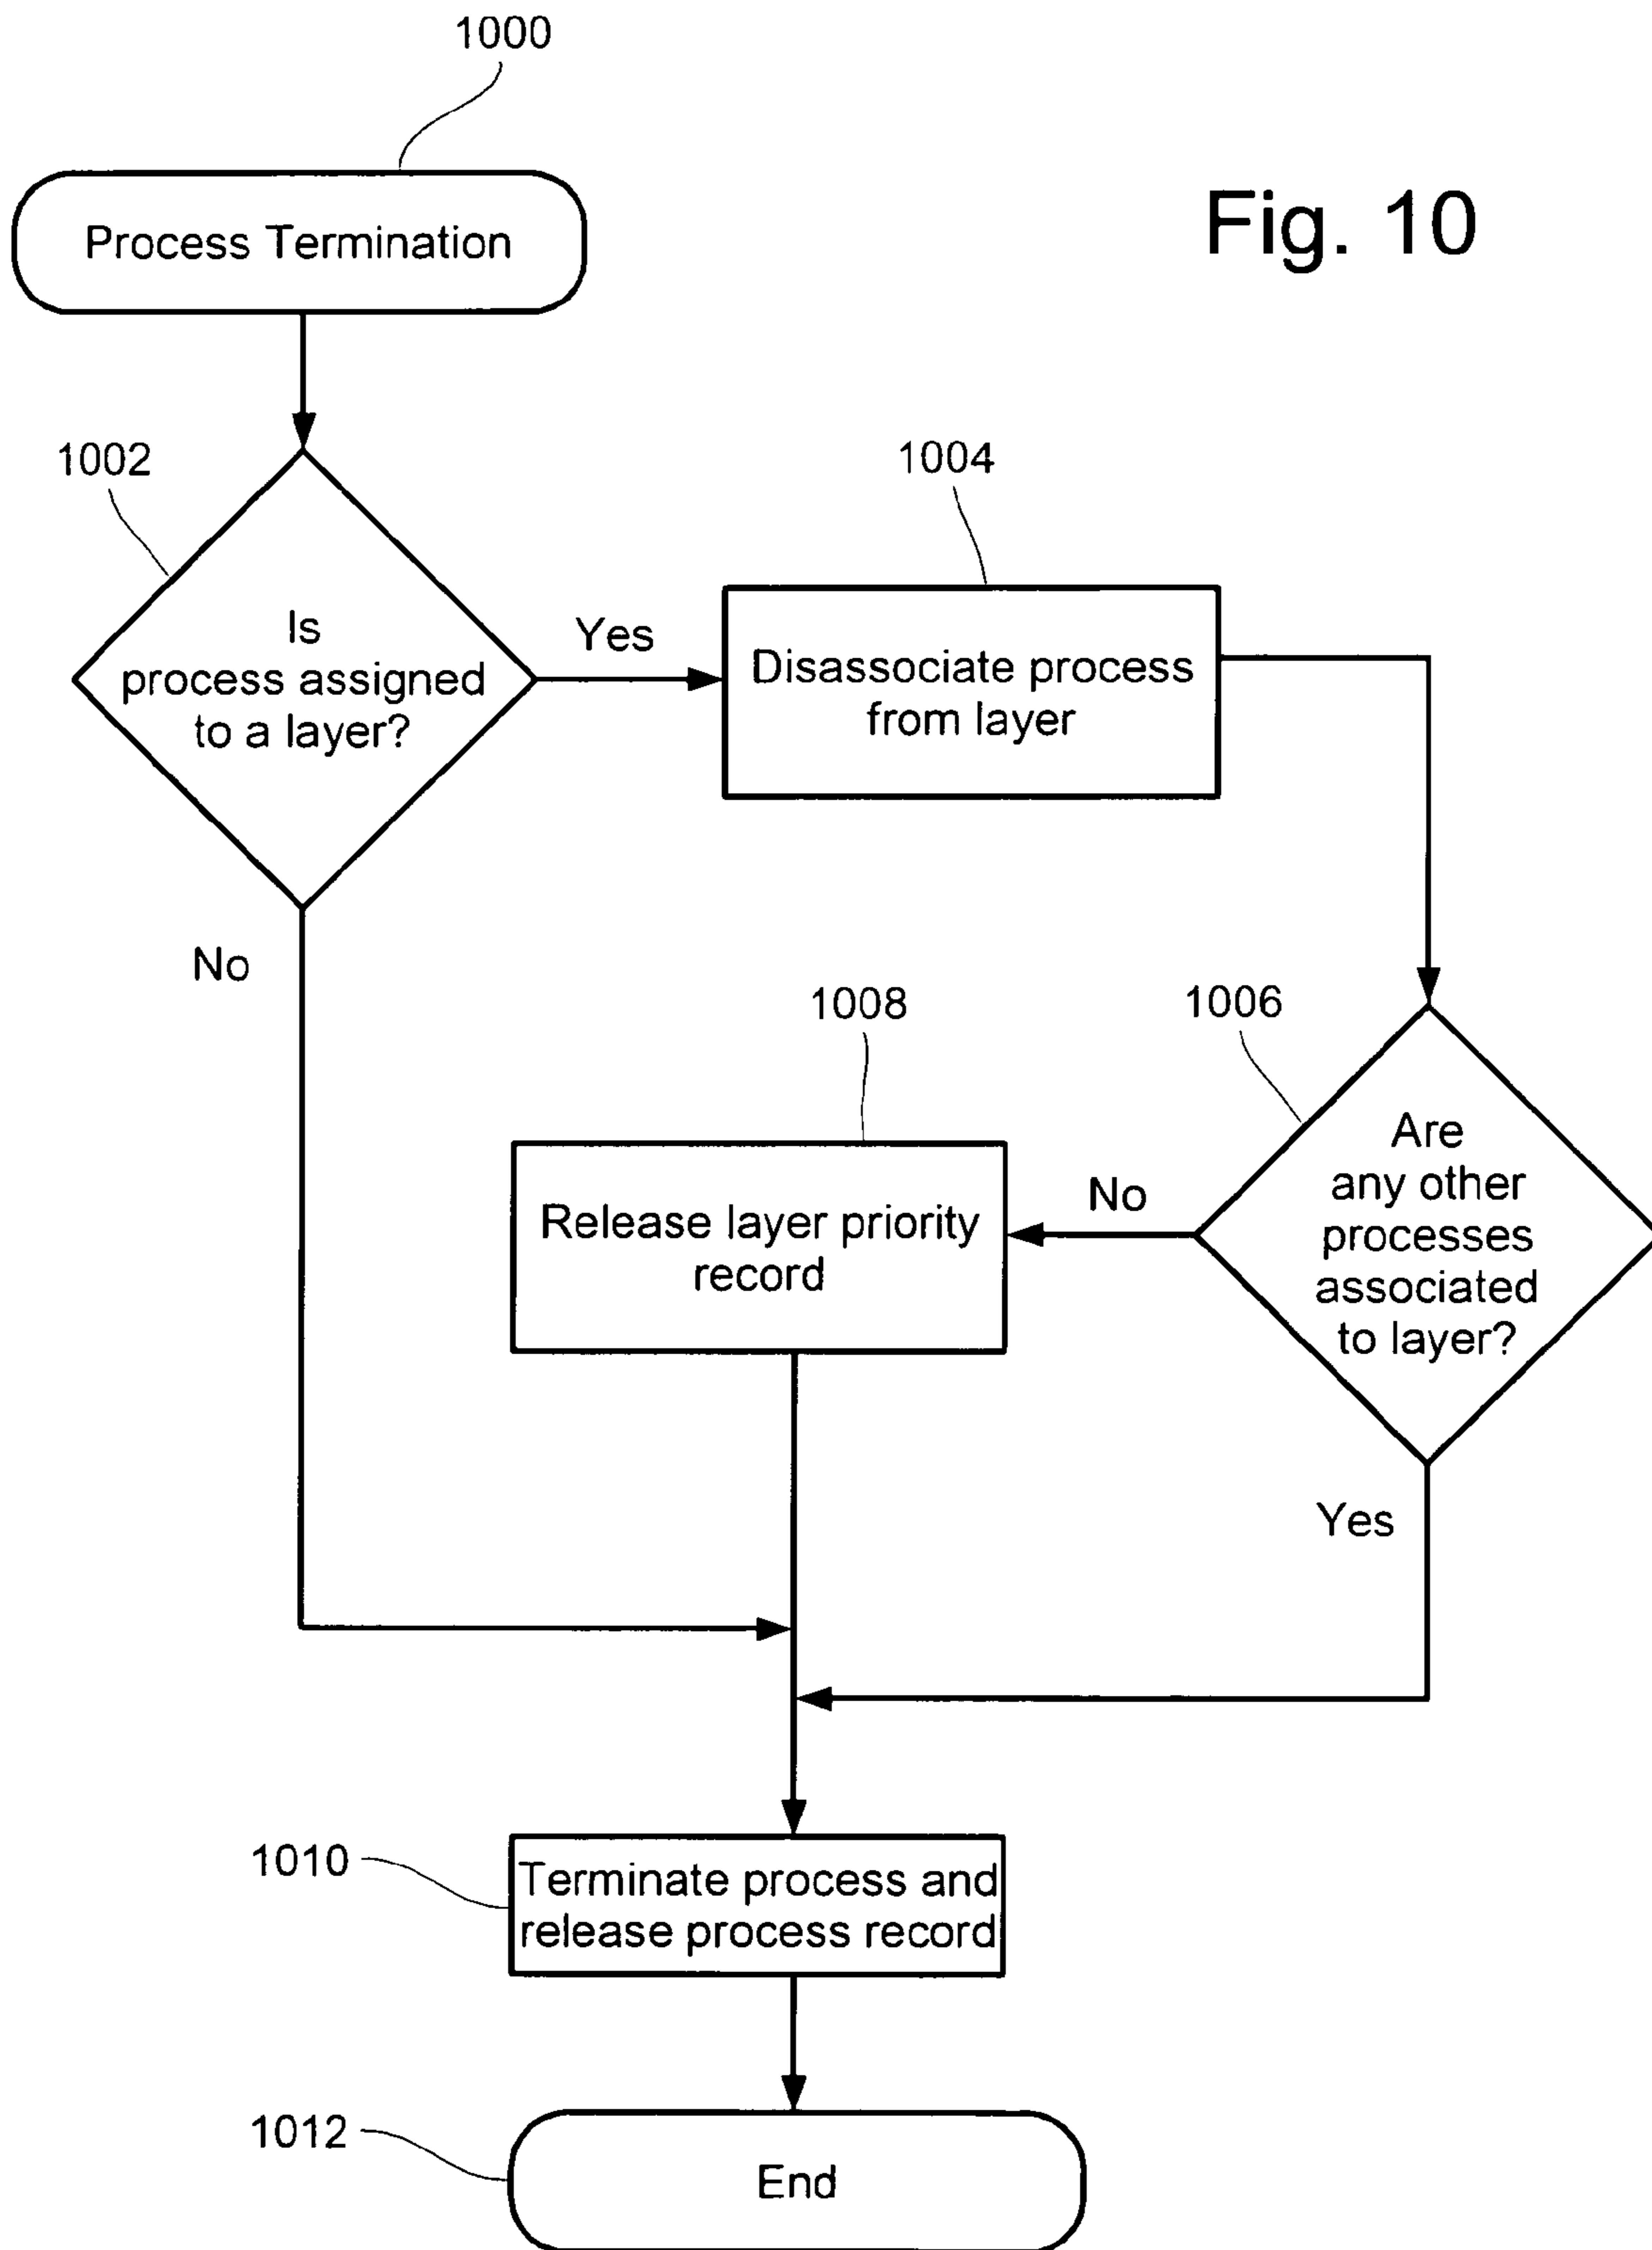 1000
Fig. 10
Process Termination
1002
Is
process assigned
to a layer?
Yes
No
1004
Disassociate process
from layer
1006
Are
any other
processes
associated
to layer?
No
Yes
1008
Release layer priority
record
1010
Terminate process and
release process record
1012
End